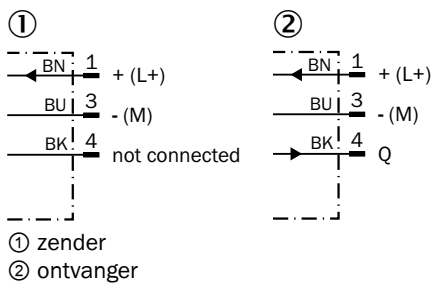 ① ②
BN 1 + (L+) BN 1 + (L+)
BU 3 - (M) BU 3 - (M)
BK 4 not connected BK 4 Q
① zender
② ontvanger